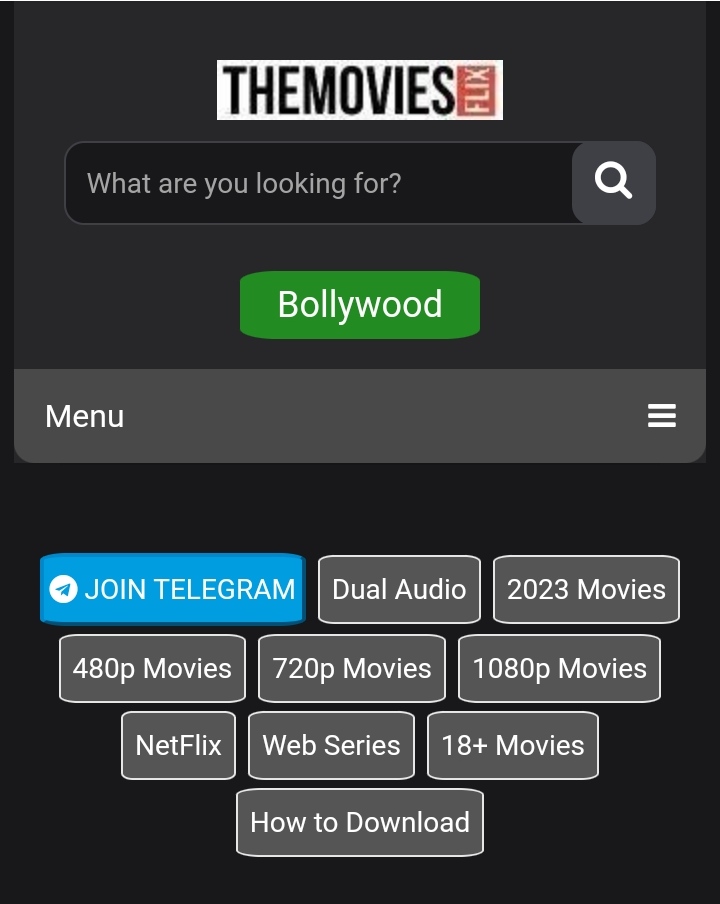 THEMOVIES FLIX
What are you looking for?
Bollywood
Menu
JOIN TELEGRAM Dual Audio 2023 Movies
480p Movies 720p Movies 1080p Movies
NetFlix Web Series 18+ Movies
How to Download